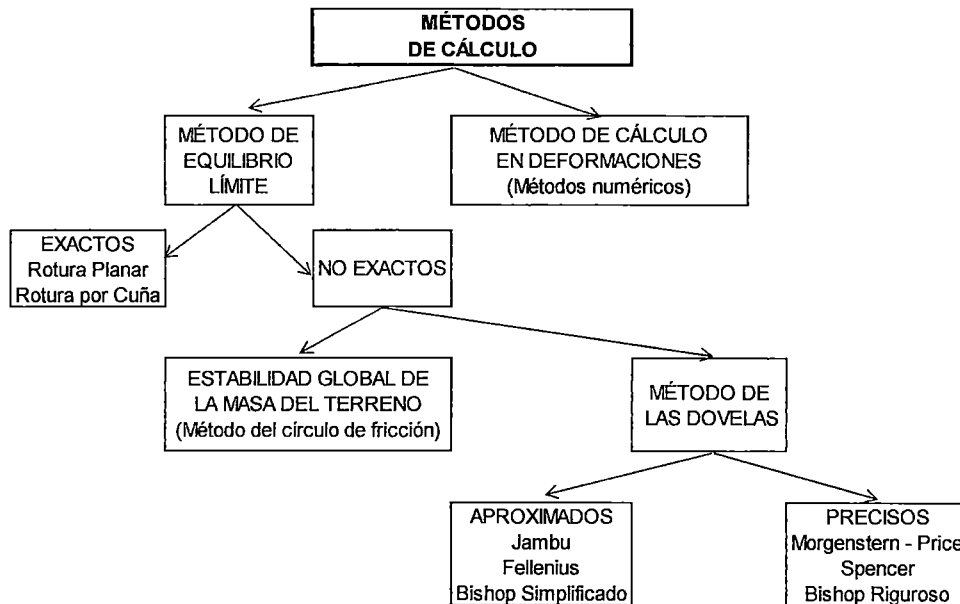 MÉTODOS
DE CÁLCULO
MÉTODO DE
EQUILIBRIO
LÍMITE
MÉTODO DE CÁLCULO
EN DEFORMACIONES
(Métodos numéricos)
EXACTOS
Rotura Planar
Rotura por Cuña
NO EXACTOS
ESTABILIDAD GLOBAL DE
LA MASA DEL TERRENO
(Método del círculo de fricción)
MÉTODO DE
LAS DOVELAS
APROXIMADOS
Jambu
Fellenius
Bishop Simplificado
PRECISOS
Morgenstern - Price
Spencer
Bishop Riguroso